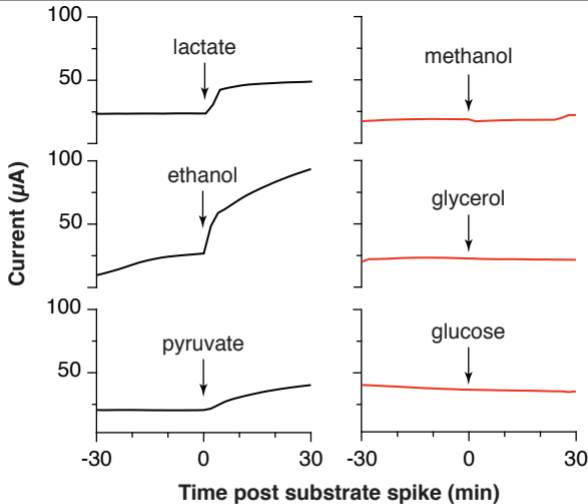 100
50
lactate
methanol
Current (µA)
100
50
ethanol
glycerol
100
50
pyruvate
glucose
-30 0 30 -30 0 30
Time post substrate spike (min)